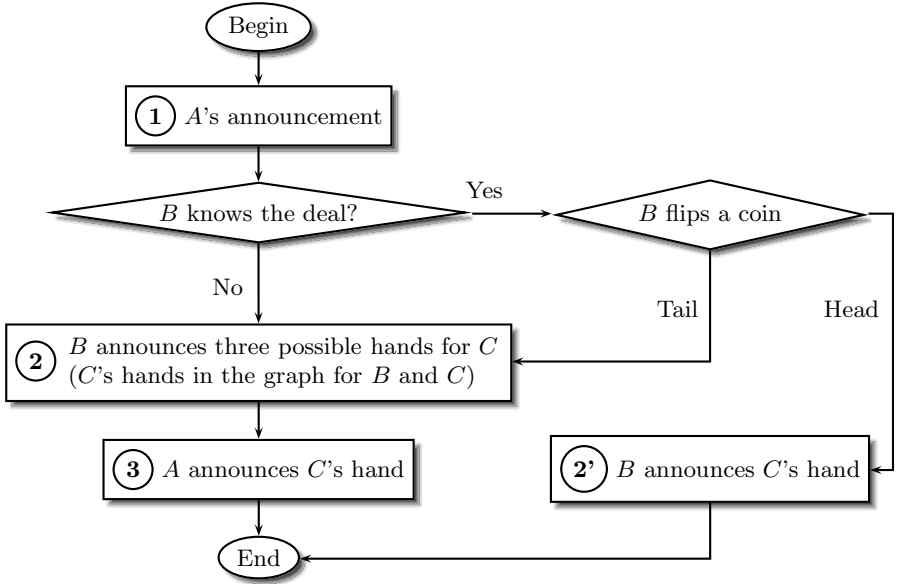 Begin
1 A's announcement
B knows the deal?
Yes
B flips a coin
No
Tail
Head
2 B announces three possible hands for C
(C's hands in the graph for B and C)
3 A announces C's hand
2' B announces C's hand
End